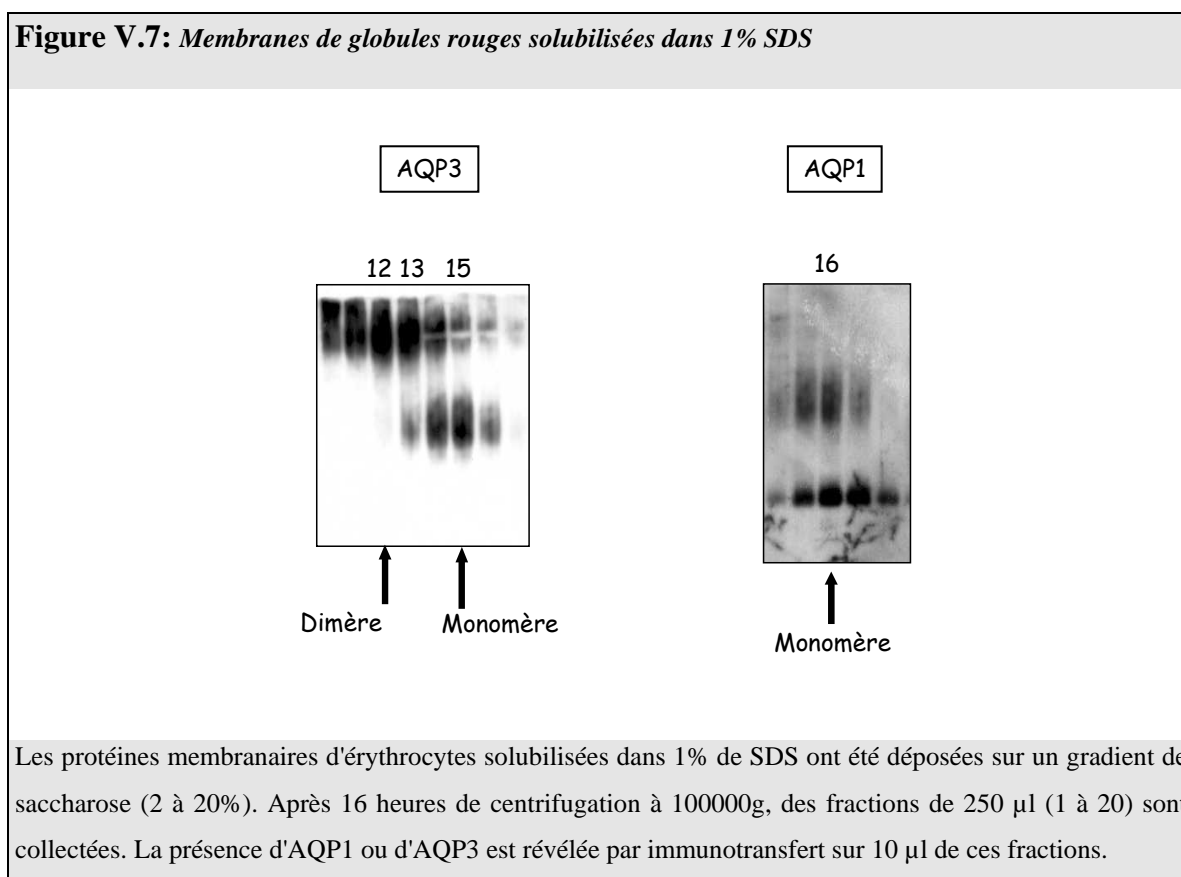 Figure V.7: Membranes de globules rouges solubilisées dans 1% SDS
AQP3
AQP1
12 13 15
16
Dimère
Monomère
Monomère
Les protéines membranaires d'érythrocytes solubilisées dans 1% de SDS ont été déposées sur un gradient de
saccharose (2 à 20%). Après 16 heures de centrifugation à 100000g, des fractions de 250 µl (1 à 20) sont
collectées. La présence d'AQP1 ou d'AQP3 est révélée par immunotransfert sur 10 µl de ces fractions.